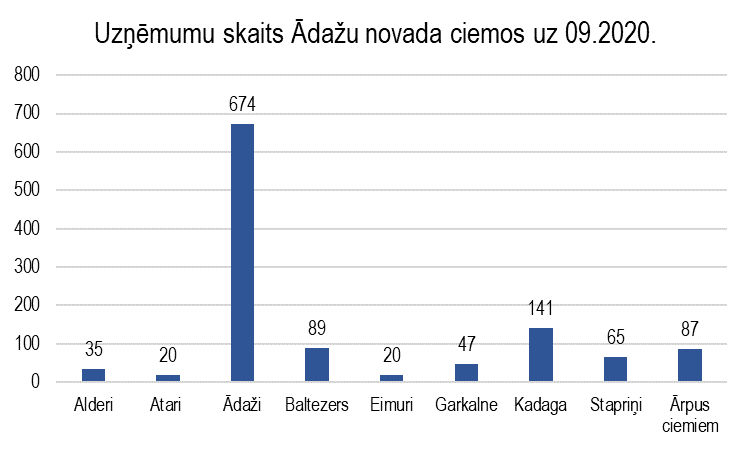 Uzņēmumu skaits Ādažu novada ciemos uz 09.2020.
800
700
600
500
400
300
200
100
0
35
20
674
89
20
47
141
65
87
Alderi
Atari
Ādaži
Baltezers
Eimuri
Garkalne
Kadaga
Stapriņi
Ārpus
ciemiem